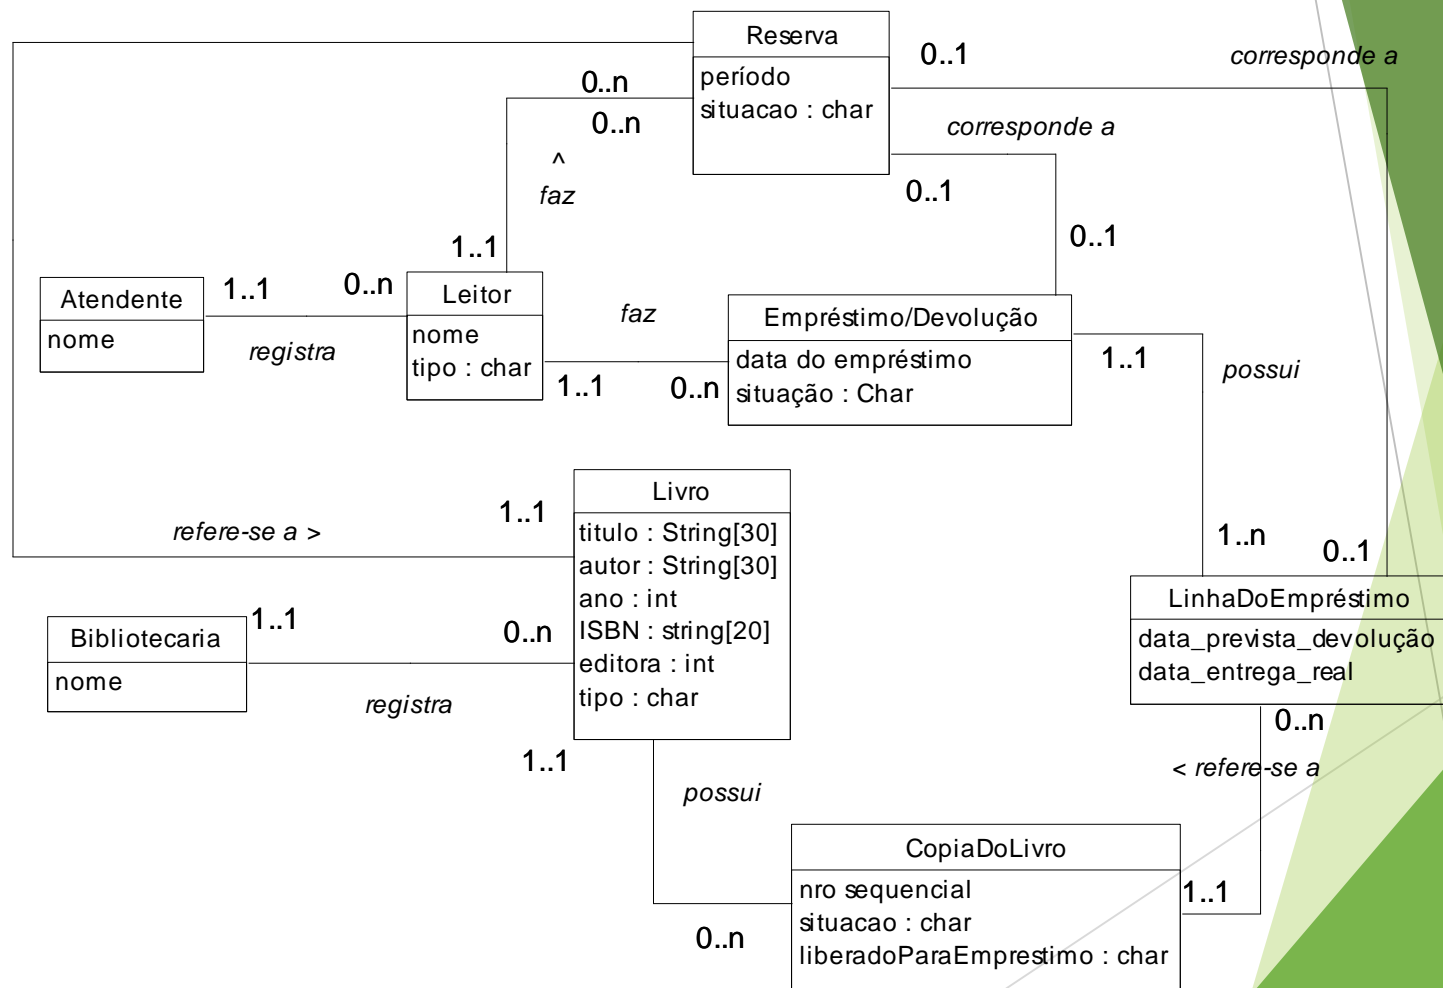 Reserva
período
situacao : char
0..1
corresponde a
0..n
0..n
corresponde a
^
faz
0..1
0..1
1..1
Atendente
nome
1..1
0..n
registra
Leitor
nome
tipo : char
faz
1..1
0..n
Empréstimo/Devolução
data do empréstimo
situação : Char
1..1
possui
Livro
titulo : String[30]
autor : String[30]
ano : int
ISBN : string[20]
editora : int
tipo : char
1..1
refere-se a >
1..n
0..1
LinhaDoEmpréstimo
data_prevista_devolução
data_entrega_real
Bibliotecaria
nome
1..1
0..n
registra
0..n
< refere-se a
1..1
possui
CopiaDoLivro
nro sequencial
situacao : char
liberadoParaEmprestimo : char
1..1
0..n